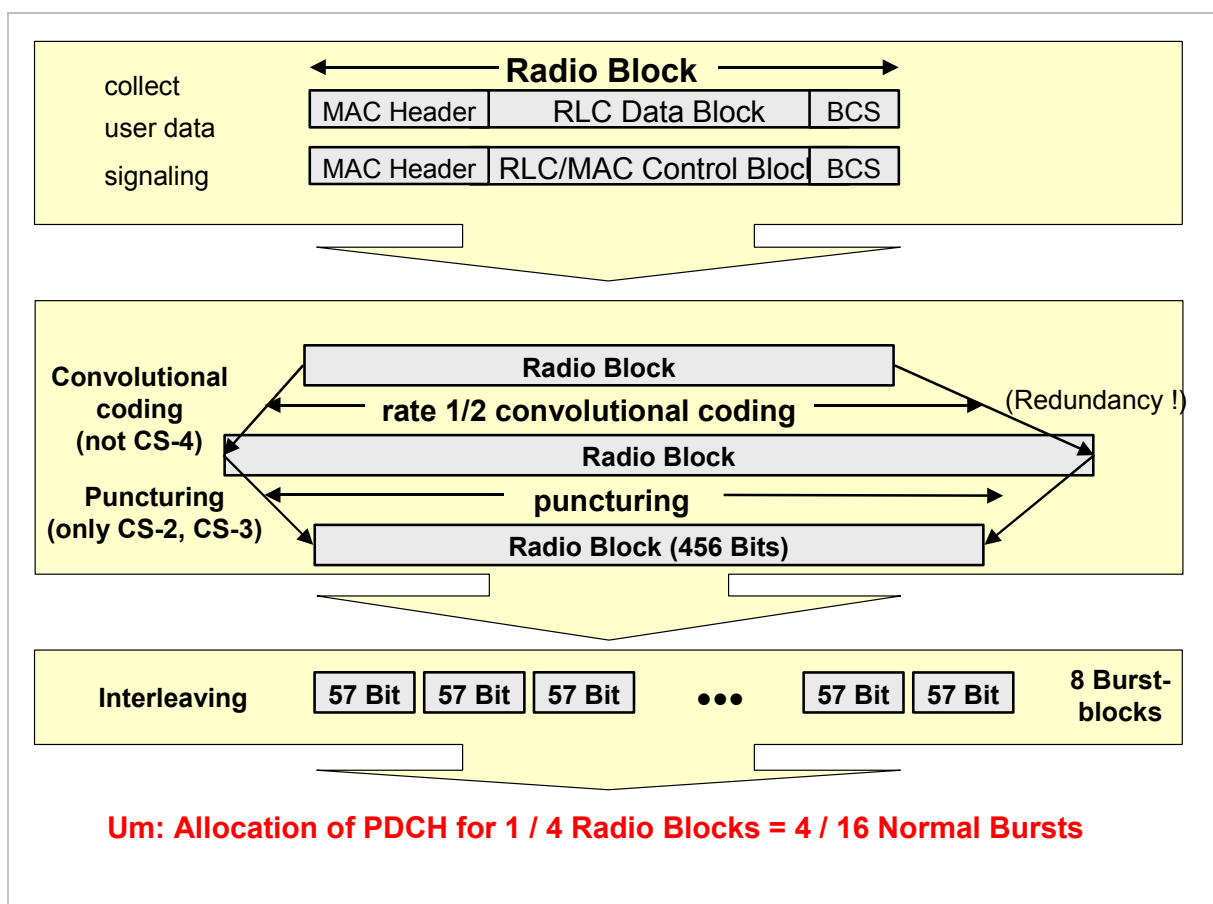 collect
user data
signaling
Radio Block
MAC Header RLC Data Block BCS
MAC Header RLC/MAC Control Block BCS
Convolutional
coding
(not CS-4)
Radio Block
rate 1/2 convolutional coding
(Redundancy !)
Radio Block
Puncturing
(only CS-2, CS-3)
puncturing
Radio Block (456 Bits)
Interleaving
57 Bit 57 Bit 57 Bit ••• 57 Bit 57 Bit
8 Burst-
blocks
Um: Allocation of PDCH for 1 / 4 Radio Blocks = 4 / 16 Normal Bursts